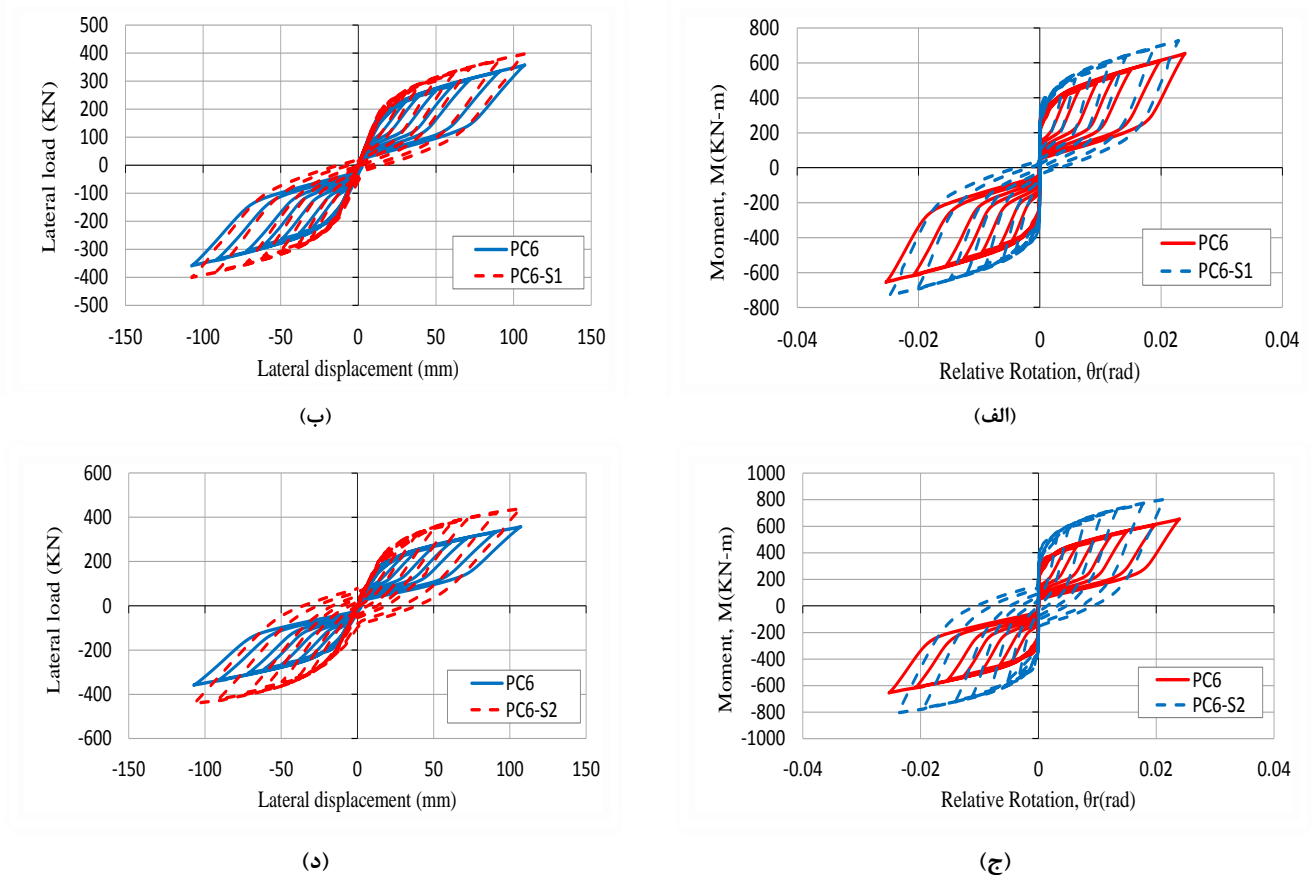 Lateral load (KN)
500
400
300
200
100
0
-100
-200
-300
-400
-500
-150 -100 -50 0 50 100 150
Lateral displacement (mm)
PC6
PC6-S1
(ب)
Moment, M(KN-m)
800
600
400
200
0
-200
-400
-600
-800
-0.04 -0.02 0 0.02 0.04
Relative Rotation, θr(rad)
PC6
PC6-S1
(الف)
Lateral load (KN)
600
400
200
0
-200
-400
-600
-150 -100 -50 0 50 100 150
Lateral displacement (mm)
PC6
PC6-S2
(د)
Moment, M(KN-m)
1000
800
600
400
200
0
-200
-400
-600
-800
-1000
-0.04 -0.02 0 0.02 0.04
Relative Rotation, θr(rad)
PC6
PC6-S2
(ج)